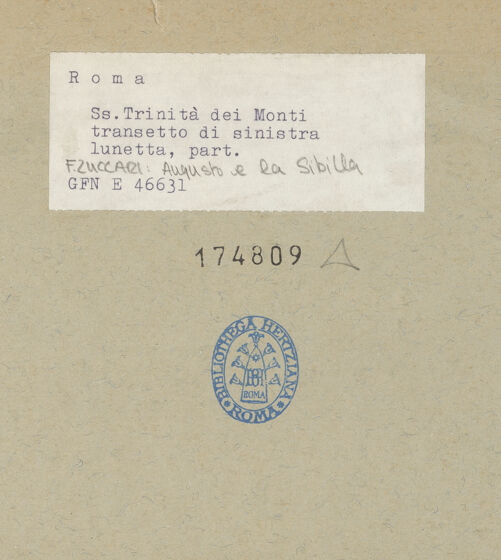 Roma
Ss.Trinità dei Monti
transetto di sinistra
lunetta, part.
F.ZUCCARI: Augusto e la Sibilla
GFN E 46631
174809
BIBLIOTHECA HERTZIANA
BHR
ROMA
ROMA